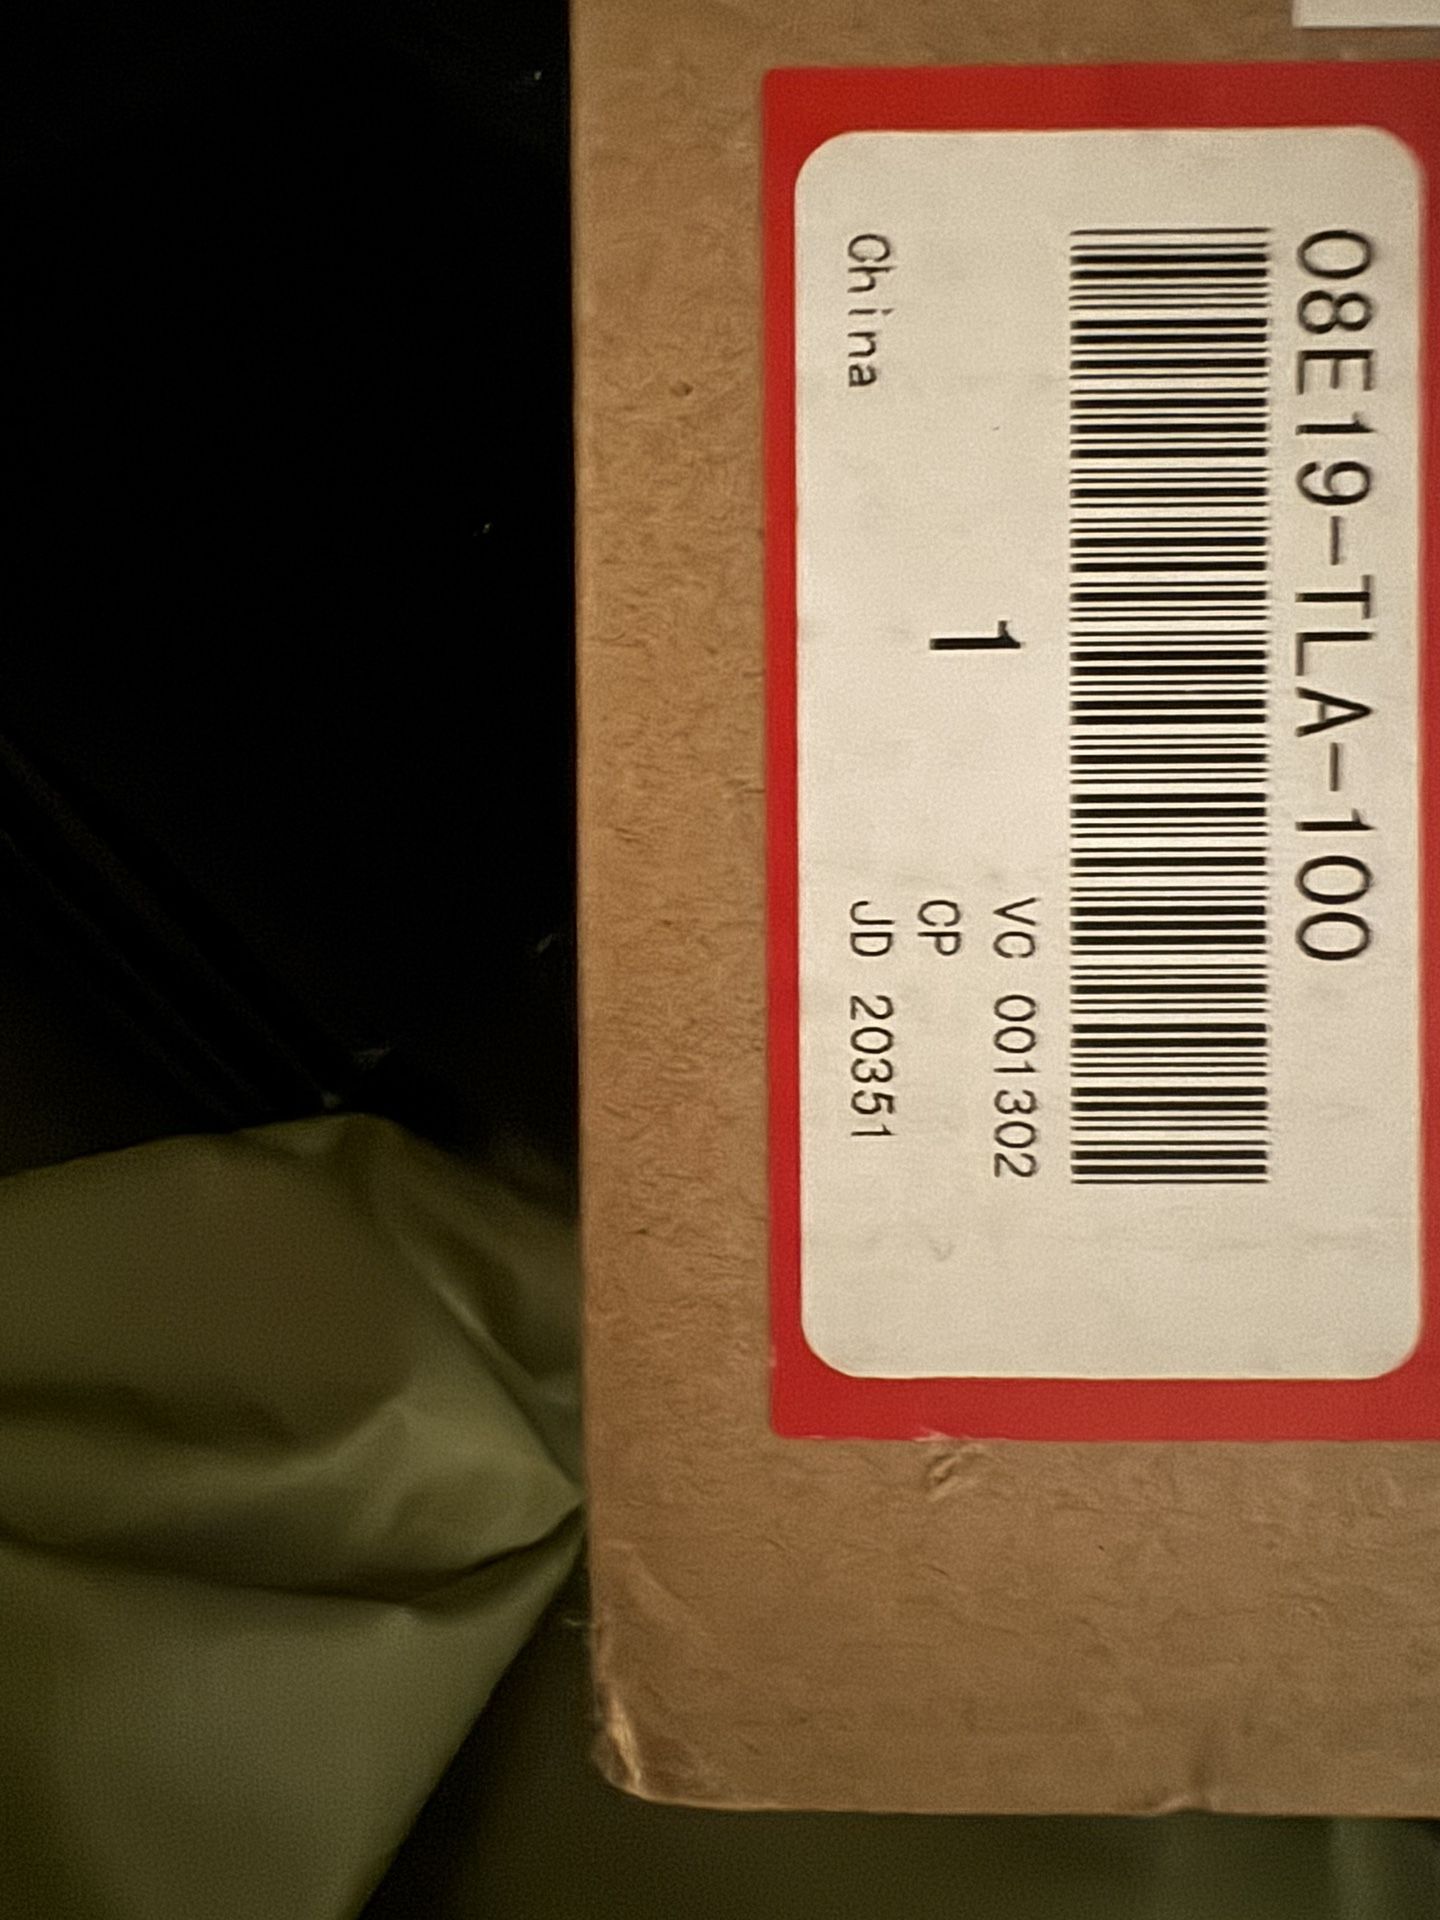 08E19-TLA-100
VC 001302
1
CP
China
JD 20351